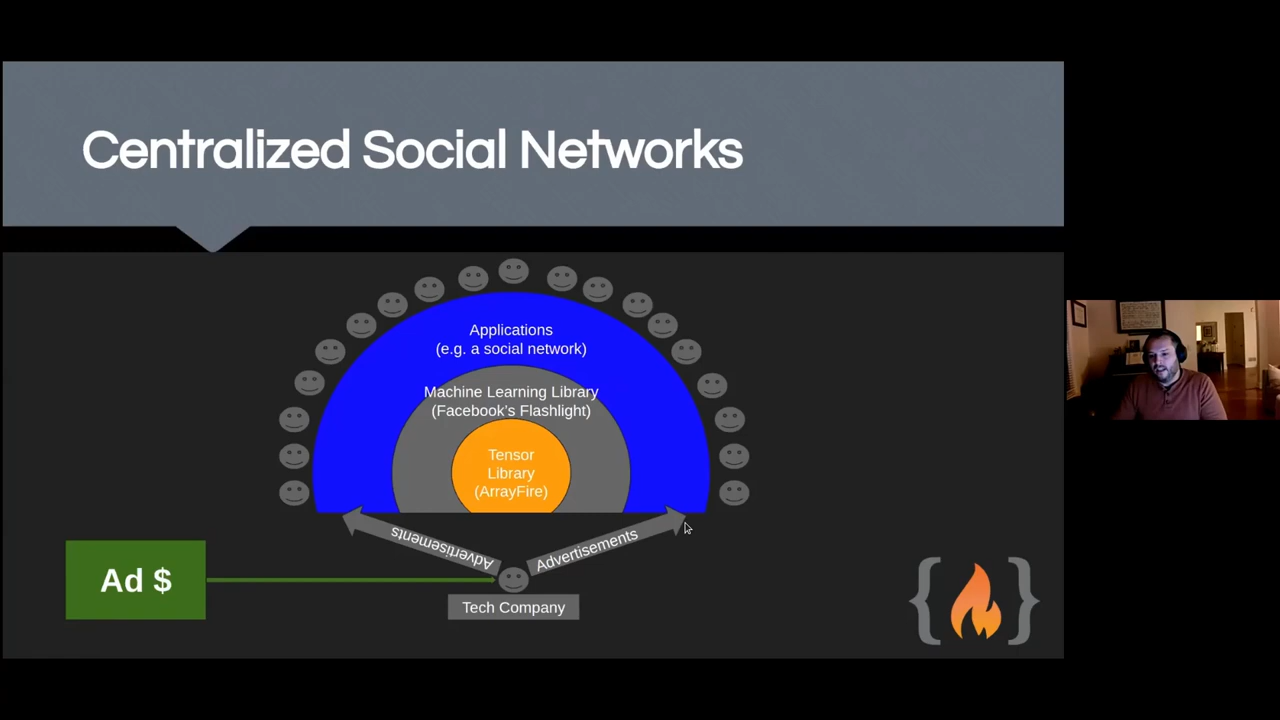 Centralized Social Networks
Applications
(e.g. a social network)
Machine Learning Library
(Facebook's Flashlight)
Tensor
Library
(ArrayFire)
Advertisements
Advertisements
Ad $
Tech Company
{ }